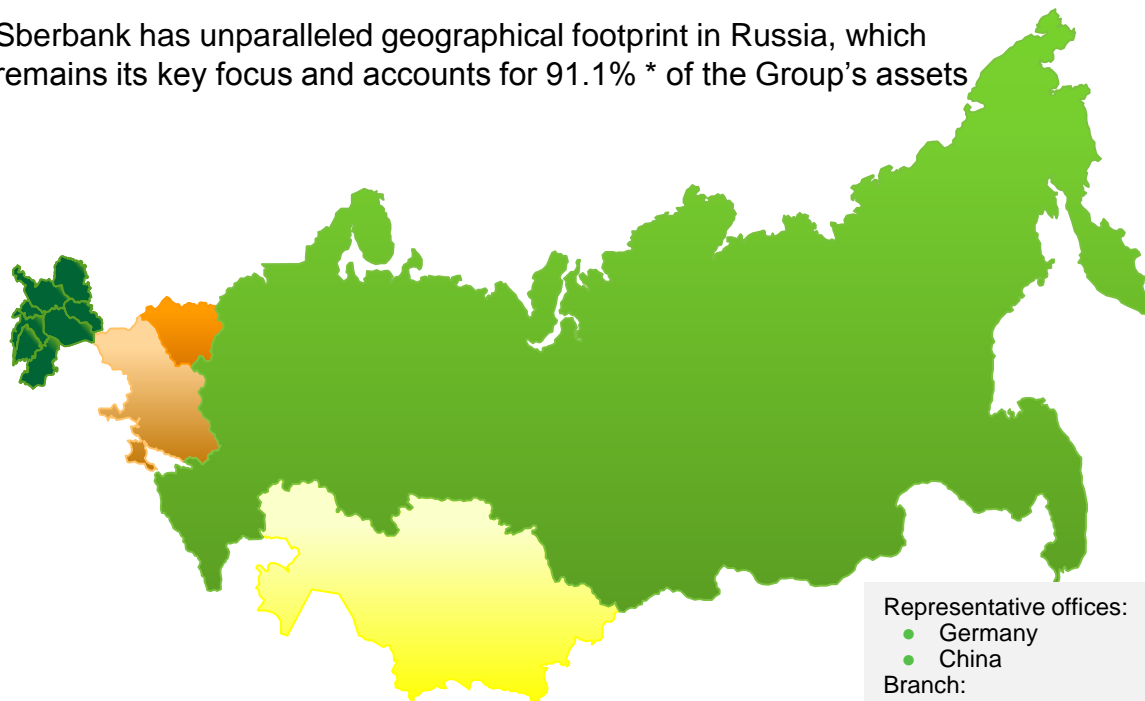 Sberbank has unparalleled geographical footprint in Russia, which
remains its key focus and accounts for 91.1% * of the Group's assets
Representative offices:
● Germany
● China
Branch: